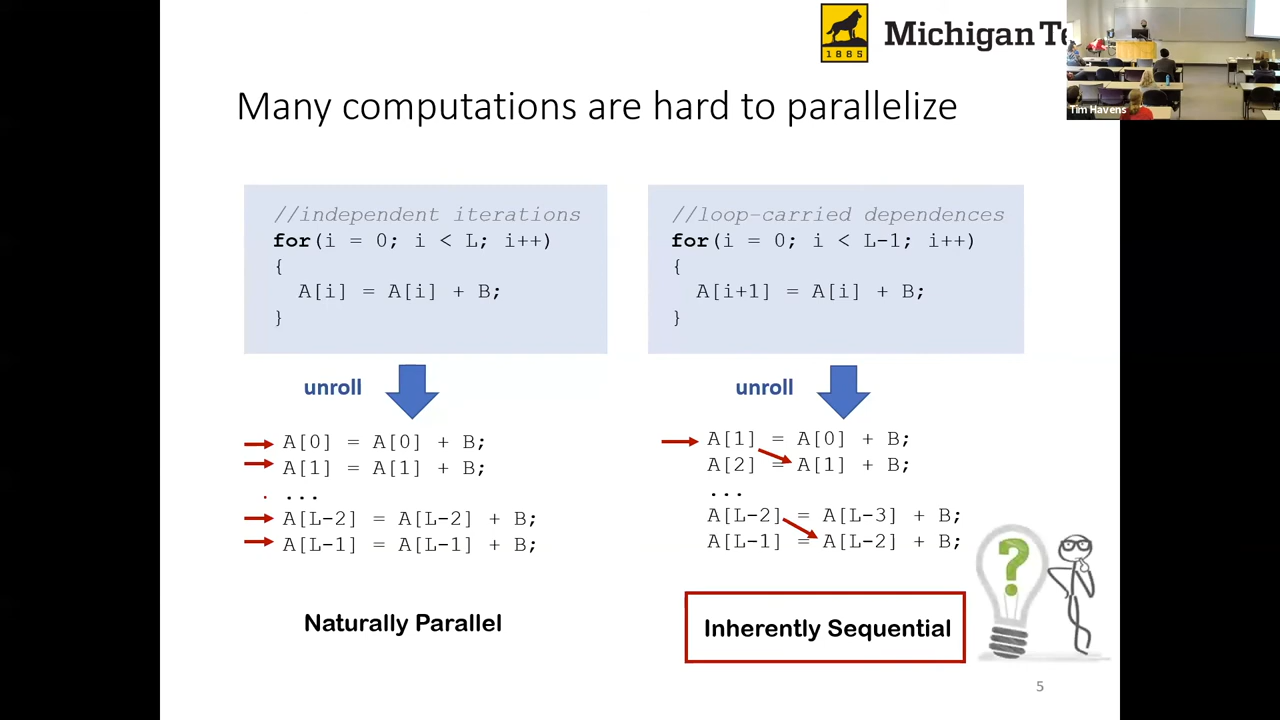 Michigan Te
1885
Tim Havens
Many computations are hard to parallelize
//independent iterations
for(i = 0; i < L; i++)
{
A[i] = A[i] + B;
}
unroll
A[0] = A[0] + B;
A[1] = A[1] + B;
...
A[L-2] = A[L-2] + B;
A[L-1] = A[L-1] + B;
Naturally Parallel
//loop-carried dependences
for(i = 0; i < L-1; i++)
{
A[i+1] = A[i] + B;
}
unroll
A[1] = A[0] + B;
A[2] = A[1] + B;
...
A[L-2] = A[L-3] + B;
A[L-1] = A[L-2] + B;
Inherently Sequential
?
5